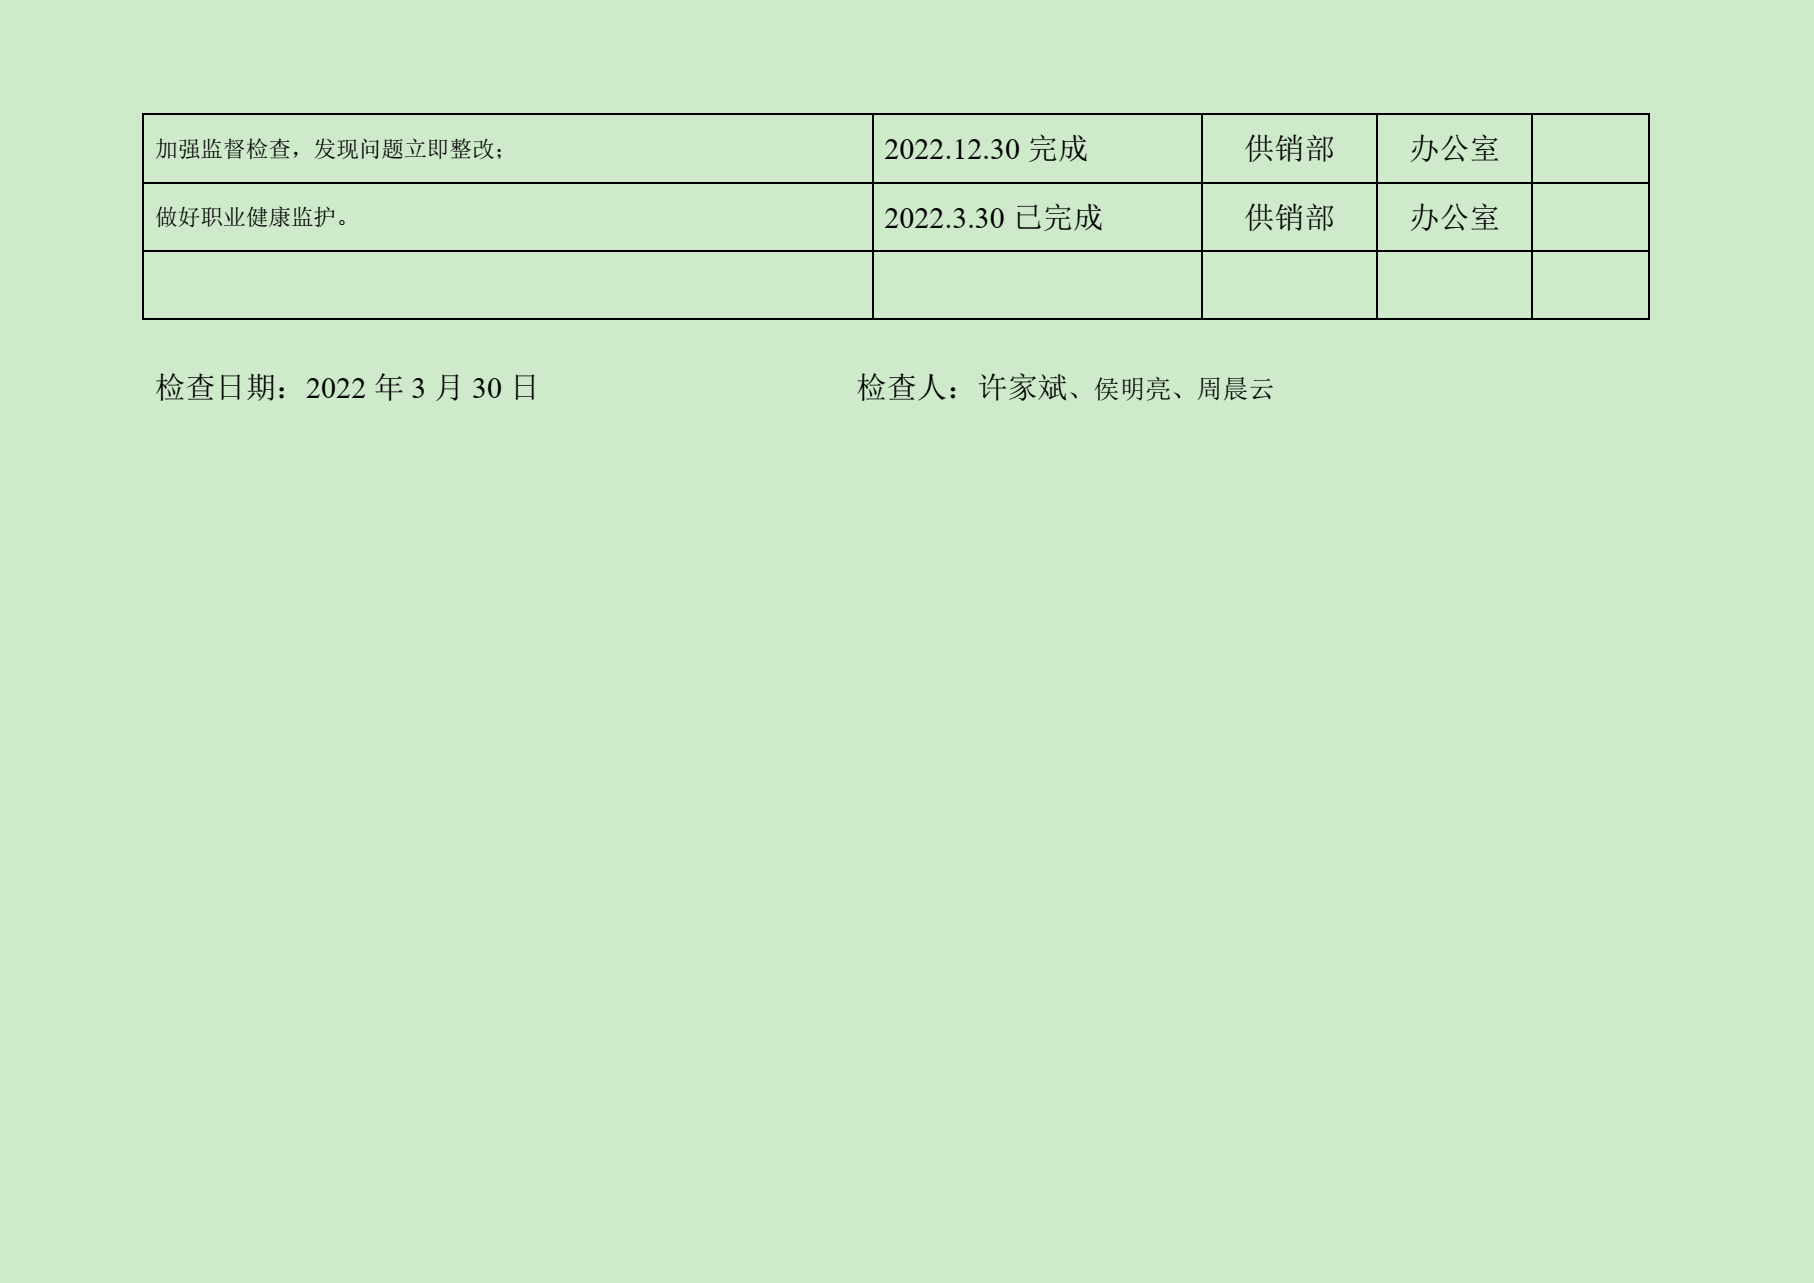 加强监督检查，发现问题立即整改； 2022.12.30 完成 供销部 办公室
做好职业健康监护。 2022.3.30 已完成 供销部 办公室
检查日期：2022 年 3 月 30 日 检查人：许家斌、侯明亮、周晨云